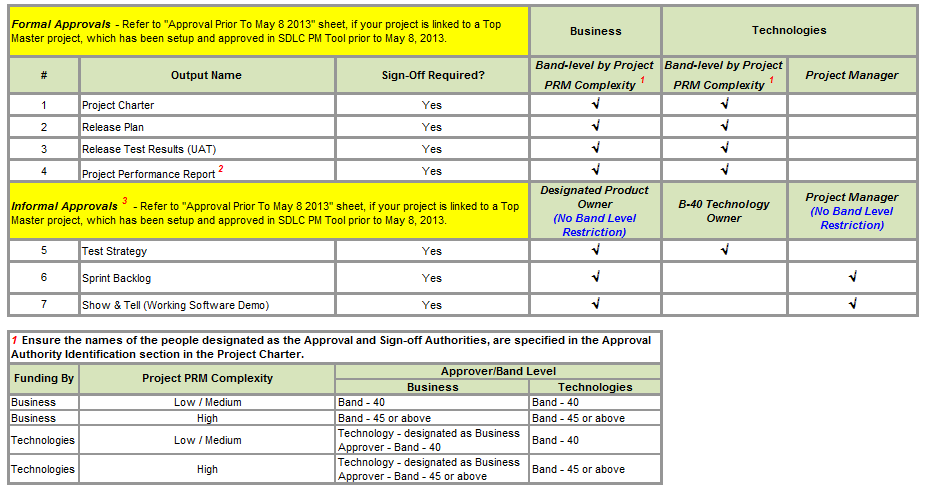 Formal Approvals - Refer to "Approval Prior To May 8 2013" sheet, if your project is linked to a Top
Master project, which has been setup and approved in SDLC PM Tool prior to May 8, 2013.
Business
Technologies
#
Output Name
Sign-Off Required?
Band-level by Project
PRM Complexity 1
Band-level by Project
PRM Complexity 1
Project Manager
1 Project Charter Yes √ √
2 Release Plan Yes √ √
3 Release Test Results (UAT) Yes √ √
4 Project Performance Report 2 Yes √ √
Informal Approvals 3 - Refer to "Approval Prior To May 8 2013" sheet, if your project is linked to a Top
Master project, which has been setup and approved in SDLC PM Tool prior to May 8, 2013.
Designated Product
Owner
(No Band Level
Restriction)
B-40 Technology
Owner
Project Manager
(No Band Level
Restriction)
5 Test Strategy Yes √ √
6 Sprint Backlog Yes √ √
7 Show & Tell (Working Software Demo) Yes √ √
1 Ensure the names of the people designated as the Approval and Sign-off Authorities, are specified in the Approval
Authority Identification section in the Project Charter.
Funding By
Project PRM Complexity
Approver/Band Level
Business
Technologies
Business Low / Medium Band - 40 Band - 40
Business High Band - 45 or above Band - 45 or above
Technologies
Low / Medium
Technology - designated as Business
Approver - Band - 40
Band - 40
Technologies
High
Technology - designated as Business
Approver - Band - 45 or above
Band - 45 or above